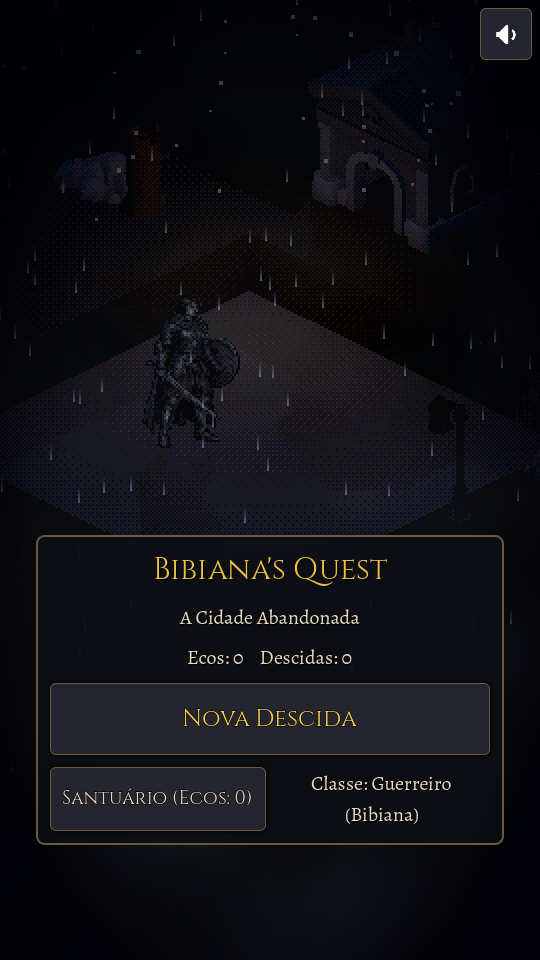 Bibiana's Quest
A Cidade Abandonada
Ecos: 0 Descidas: 0
Nova Descida
Santuário (Ecos: 0)
Classe: Guerreiro
(Bibiana)